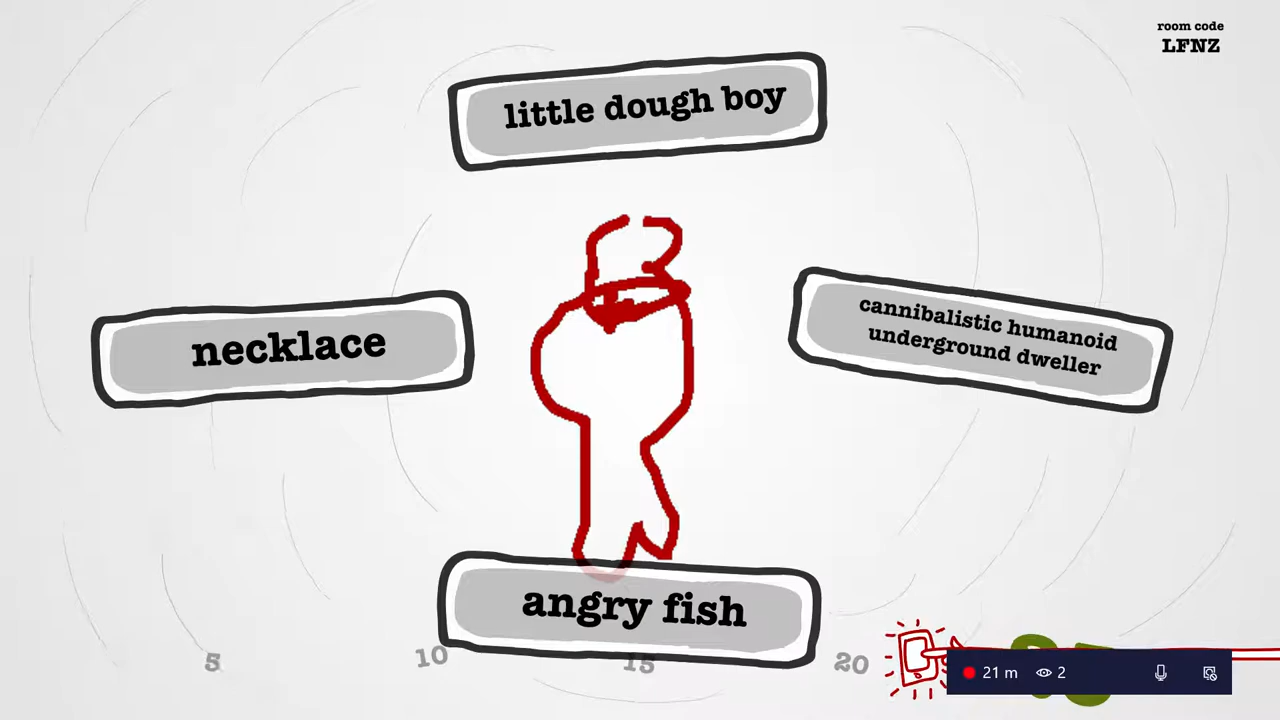 room code
LFNZ
little dough boy
necklace
cannibalistic humanoid
underground dweller
angry fish
5
10
15
20
21 m
2